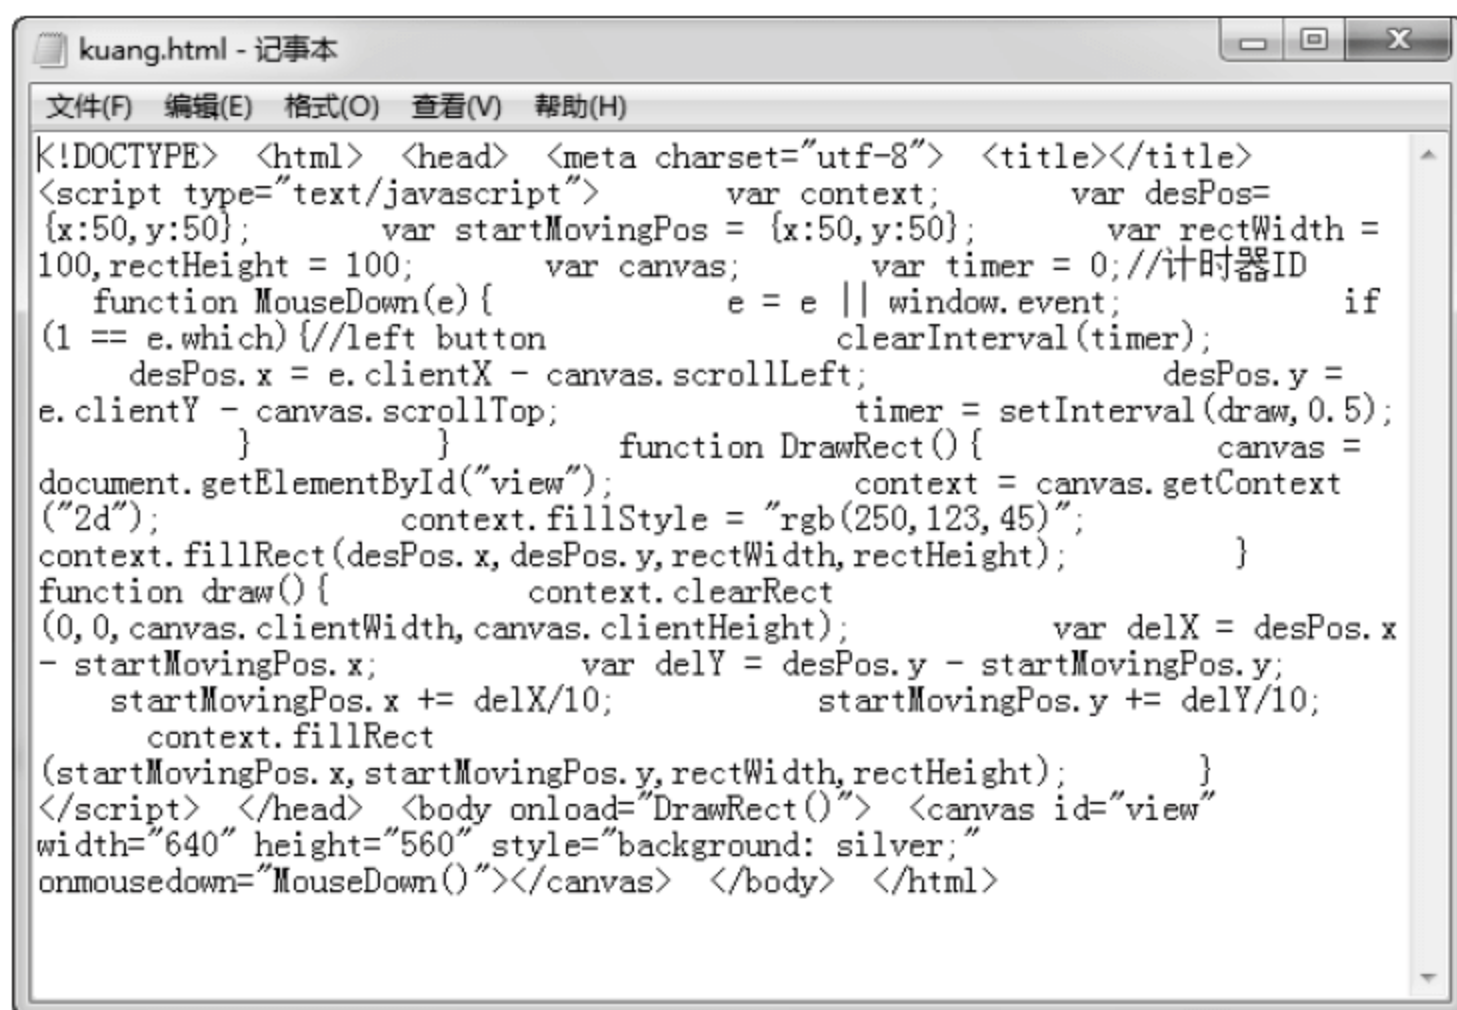 kuang.html - 记事本
文件(F) 编辑(E) 格式(O) 查看(V) 帮助(H)
<!DOCTYPE> <html> <head> <meta charset="utf-8"> <title></title>
<script type="text/javascript"> var context; var desPos=
{x:50,y:50}; var startMovingPos = {x:50,y:50}; var rectWidth =
100,rectHeight = 100; var canvas; var timer = 0;//计时器ID
function MouseDown(e){ e = e || window.event; if
(1 == e.which){//left button clearInterval(timer);
desPos.x = e.clientX - canvas.scrollLeft; desPos.y =
e.clientY - canvas.scrollTop; timer = setInterval(draw,0.5);
} } function DrawRect(){ canvas =
document.getElementById("view"); context = canvas.getContext
("2d"); context.fillStyle = "rgb(250,123,45)";
context.fillRect(desPos.x,desPos.y,rectWidth,rectHeight); }
function draw(){ context.clearRect
(0,0,canvas.clientWidth,canvas.clientHeight); var delX = desPos.x
- startMovingPos.x; var delY = desPos.y - startMovingPos.y;
startMovingPos.x += delX/10; startMovingPos.y += delY/10;
context.fillRect
(startMovingPos.x,startMovingPos.y,rectWidth,rectHeight); }
</script> </head> <body onload="DrawRect()"> <canvas id="view"
width="640" height="560" style="background: silver;"
onmousedown="MouseDown()"></canvas> </body> </html>